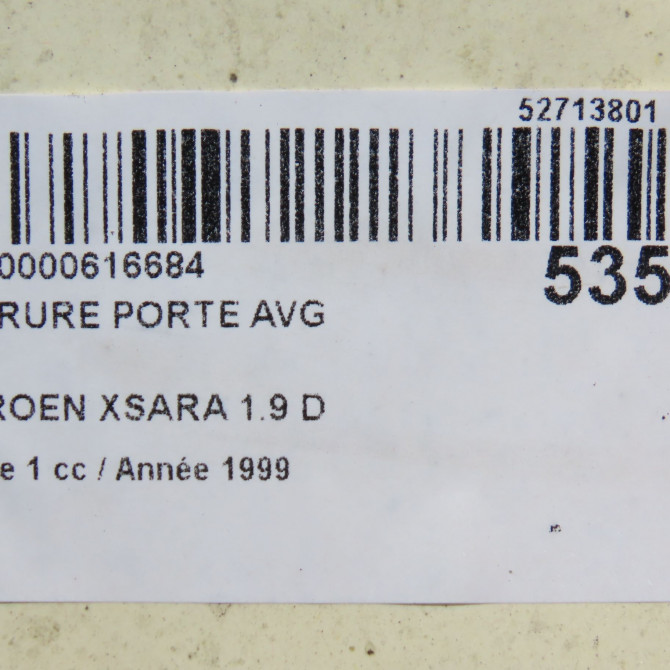 52713801
0000616684
535
RURE PORTE AVG
ROEN XSARA 1.9 D
e 1 cc / Année 1999